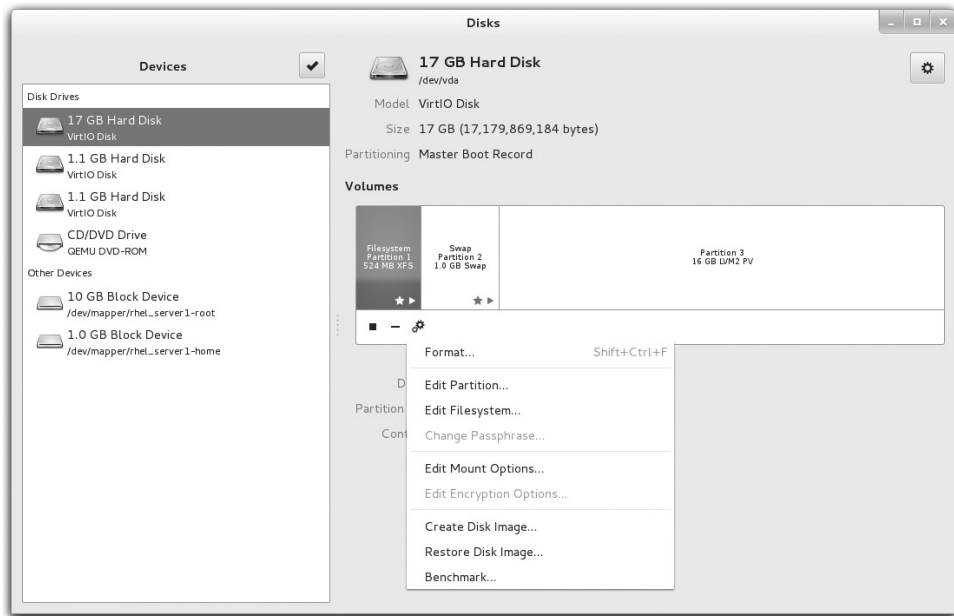 Disks
Devices
Disk Drives
17 GB Hard Disk
VirtIO Disk
1.1 GB Hard Disk
VirtIO Disk
1.1 GB Hard Disk
VirtIO Disk
CD/DVD Drive
QEMU DVD-ROM
Other Devices
10 GB Block Device
/dev/mapper/rhel_server1-root
1.0 GB Block Device
/dev/mapper/rhel_server1-home
17 GB Hard Disk
/dev/vda
Model VirtIO Disk
Size 17 GB (17,179,869,184 bytes)
Partitioning Master Boot Record
Volumes
Filesystem
Partition 1
524 MB XFS
Swap
Partition 2
1.0 GB Swap
Partition 3
16 GB LVM2 PV
D
Partition
Cont
Format... Shift+Ctrl+F
Edit Partition...
Edit Filesystem...
Change Passphrase...
Edit Mount Options...
Edit Encryption Options...
Create Disk Image...
Restore Disk Image...
Benchmark...